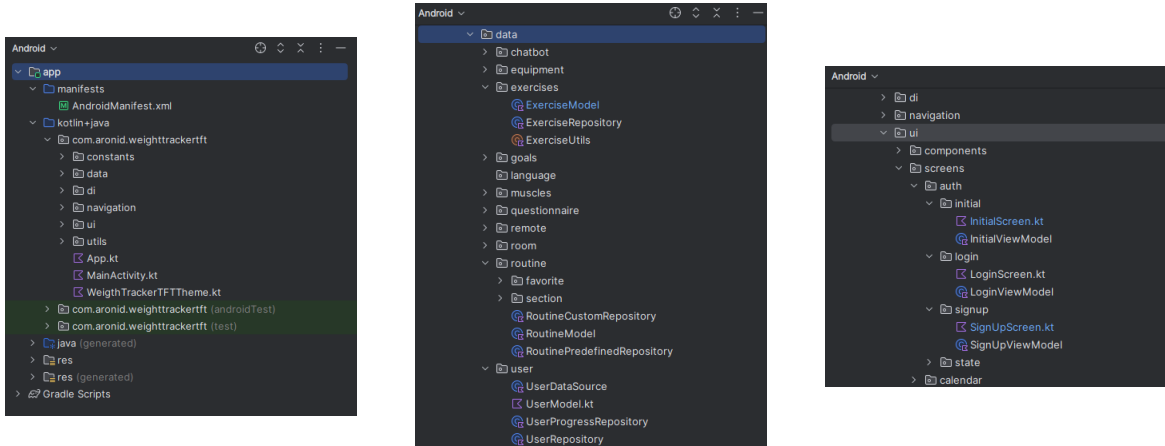 Android
app
manifests
AndroidManifest.xml
kotlin+java
com.aronid.weighttrackertft
constants
data
di
navigation
ui
utils
App.kt
MainActivity.kt
WeigthTrackerTFTTheme.kt
com.aronid.weighttrackertft (androidTest)
com.aronid.weighttrackertft (test)
java (generated)
res
res (generated)
Gradle Scripts
Android
data
chatbot
equipment
exercises
ExerciseModel
ExerciseRepository
ExerciseUtils
goals
language
muscles
questionnaire
remote
room
routine
favorite
section
RoutineCustomRepository
RoutineModel
RoutinePredefinedRepository
user
UserDataSource
UserModel.kt
UserProgressRepository
UserRepository
Android
di
navigation
ui
components
screens
auth
initial
InitialScreen.kt
InitialViewModel
login
LoginScreen.kt
LoginViewModel
signup
SignUpScreen.kt
SignUpViewModel
state
calendar